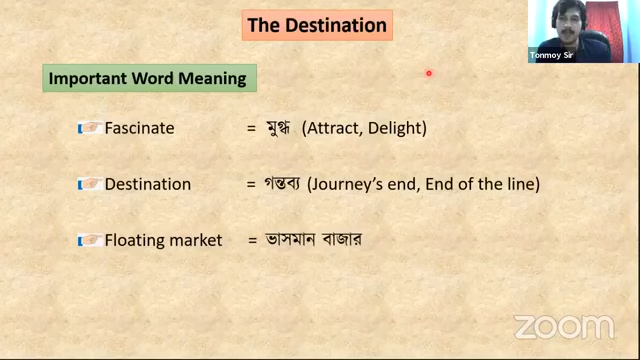 The Destination
Tonmoy Sir
Important Word Meaning
Fascinate = মুগ্ধ (Attract, Delight)
Destination = গন্তব্য (Journey's end, End of the line)
Floating market = ভাসমান বাজার
zoom